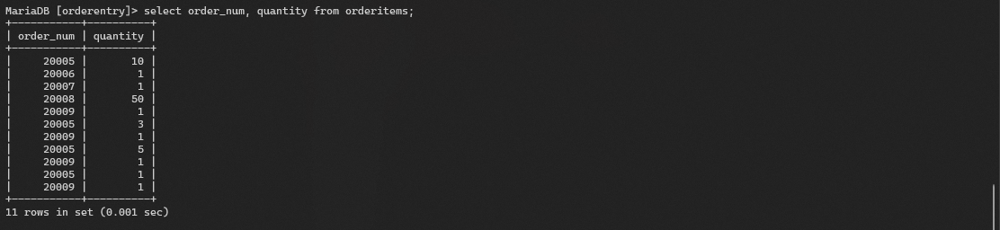 MariaDB [orderentry]> select order_num, quantity from orderitems;
+-----------+----------+
| order_num | quantity |
+-----------+----------+
|     20005 |       10 |
|     20006 |        1 |
|     20007 |        1 |
|     20008 |       50 |
|     20009 |        1 |
|     20005 |        3 |
|     20009 |        1 |
|     20005 |        5 |
|     20009 |        1 |
|     20005 |        1 |
|     20009 |        1 |
+-----------+----------+
11 rows in set (0.001 sec)